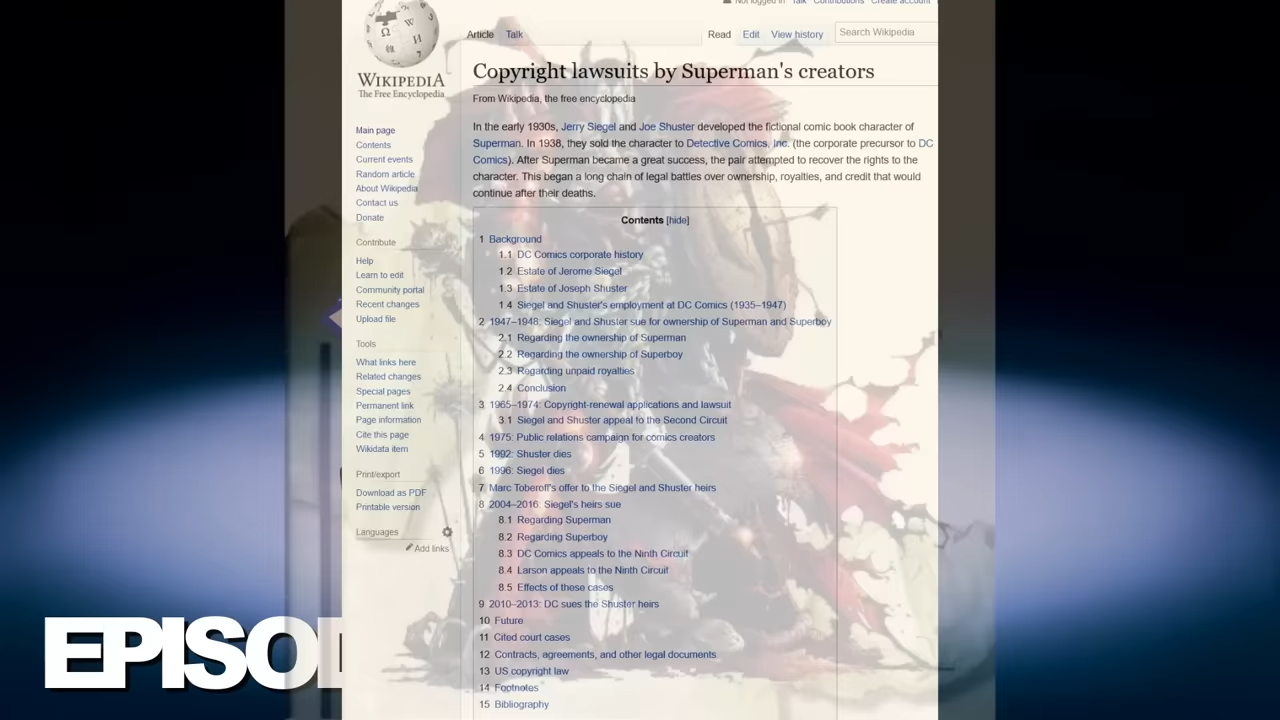 Not logged in Talk Contributions Create account
Article Talk Read Edit View history Search Wikipedia
WIKIPEDIA
The Free Encyclopedia
Copyright lawsuits by Superman's creators
From Wikipedia, the free encyclopedia
In the early 1930s, Jerry Siegel and Joe Shuster developed the fictional comic book character of
Superman. In 1938, they sold the character to Detective Comics, Inc. (the corporate precursor to DC
Comics). After Superman became a great success, the pair attempted to recover the rights to the
character. This began a long chain of legal battles over ownership, royalties, and credit that would
continue after their deaths.
Main page
Contents
Current events
Random article
About Wikipedia
Contact us
Donate
Contribute
Help
Learn to edit
Community portal
Recent changes
Upload file
Tools
What links here
Related changes
Special pages
Permanent link
Page information
Cite this page
Wikidata item
Print/export
Download as PDF
Printable version
Languages
Add links
Contents [hide]
1 Background
1.1 DC Comics corporate history
1.2 Estate of Jerome Siegel
1.3 Estate of Joseph Shuster
1.4 Siegel and Shuster's employment at DC Comics (1935–1947)
2 1947–1948: Siegel and Shuster sue for ownership of Superman and Superboy
2.1 Regarding the ownership of Superman
2.2 Regarding the ownership of Superboy
2.3 Regarding unpaid royalties
2.4 Conclusion
3 1965–1974: Copyright-renewal applications and lawsuit
3.1 Siegel and Shuster appeal to the Second Circuit
4 1975: Public relations campaign for comics creators
5 1992: Shuster dies
6 1996: Siegel dies
7 Marc Toberoff's offer to the Siegel and Shuster heirs
8 2004–2016: Siegel's heirs sue
8.1 Regarding Superman
8.2 Regarding Superboy
8.3 DC Comics appeals to the Ninth Circuit
8.4 Larson appeals to the Ninth Circuit
8.5 Effects of these cases
9 2010–2013: DC sues the Shuster heirs
10 Future
11 Cited court cases
12 Contracts, agreements, and other legal documents
13 US copyright law
14 Footnotes
15 Bibliography
EPISO